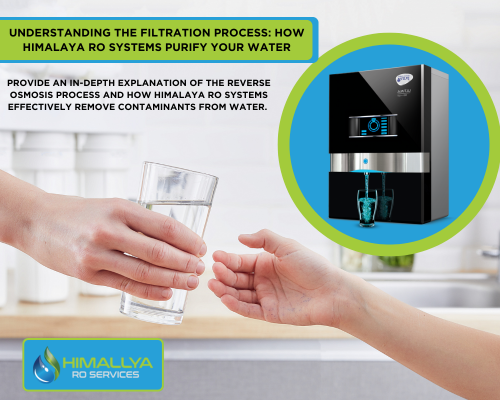 UNDERSTANDING THE FILTRATION PROCESS: HOW
HIMALAYA RO SYSTEMS PURIFY YOUR WATER
PROVIDE AN IN-DEPTH EXPLANATION OF THE REVERSE
OSMOSIS PROCESS AND HOW HIMALAYA RO SYSTEMS
EFFECTIVELY REMOVE CONTAMINANTS FROM WATER.
HIMALLYA
RO SERVICES